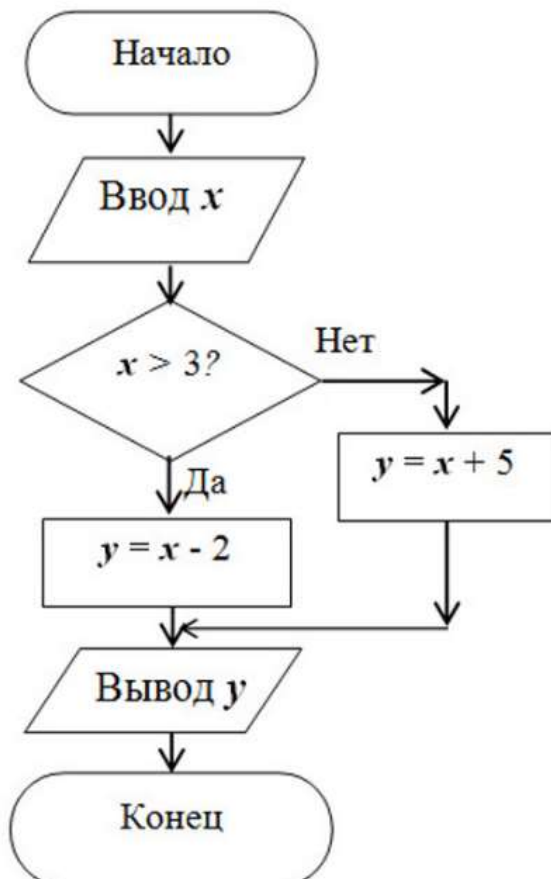 Начало
Ввод x
x > 3?
Нет
Да
y = x + 5
y = x - 2
Вывод y
Конец